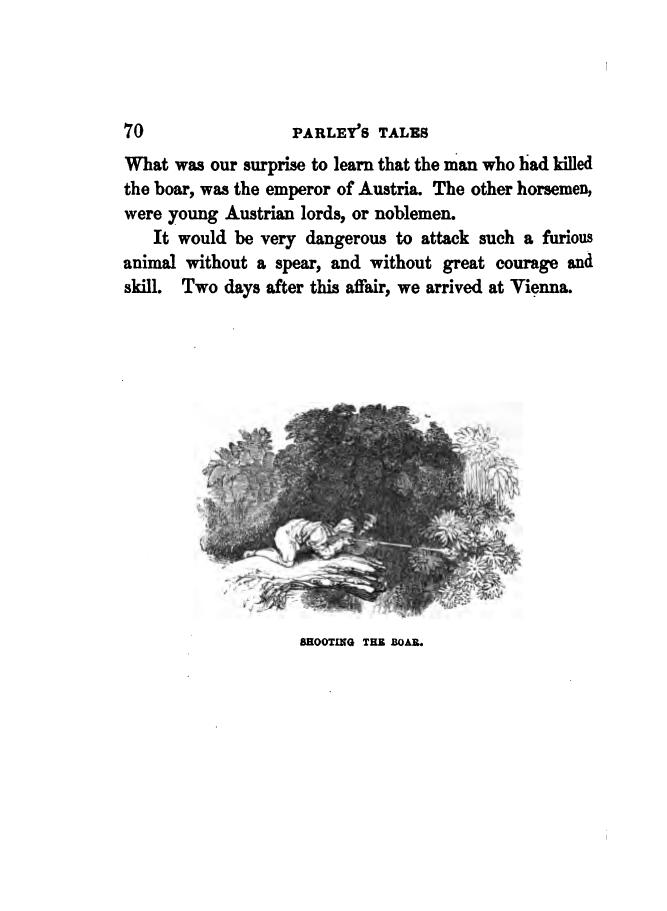 70 PARLEY'S TALES
What was our surprise to learn that the man who had killed
the boar, was the emperor of Austria. The other horsemen,
were young Austrian lords, or noblemen.
It would be very dangerous to attack such a furious
animal without a spear, and without great courage and
skill. Two days after this affair, we arrived at Vienna.
SHOOTING THE BOAR.